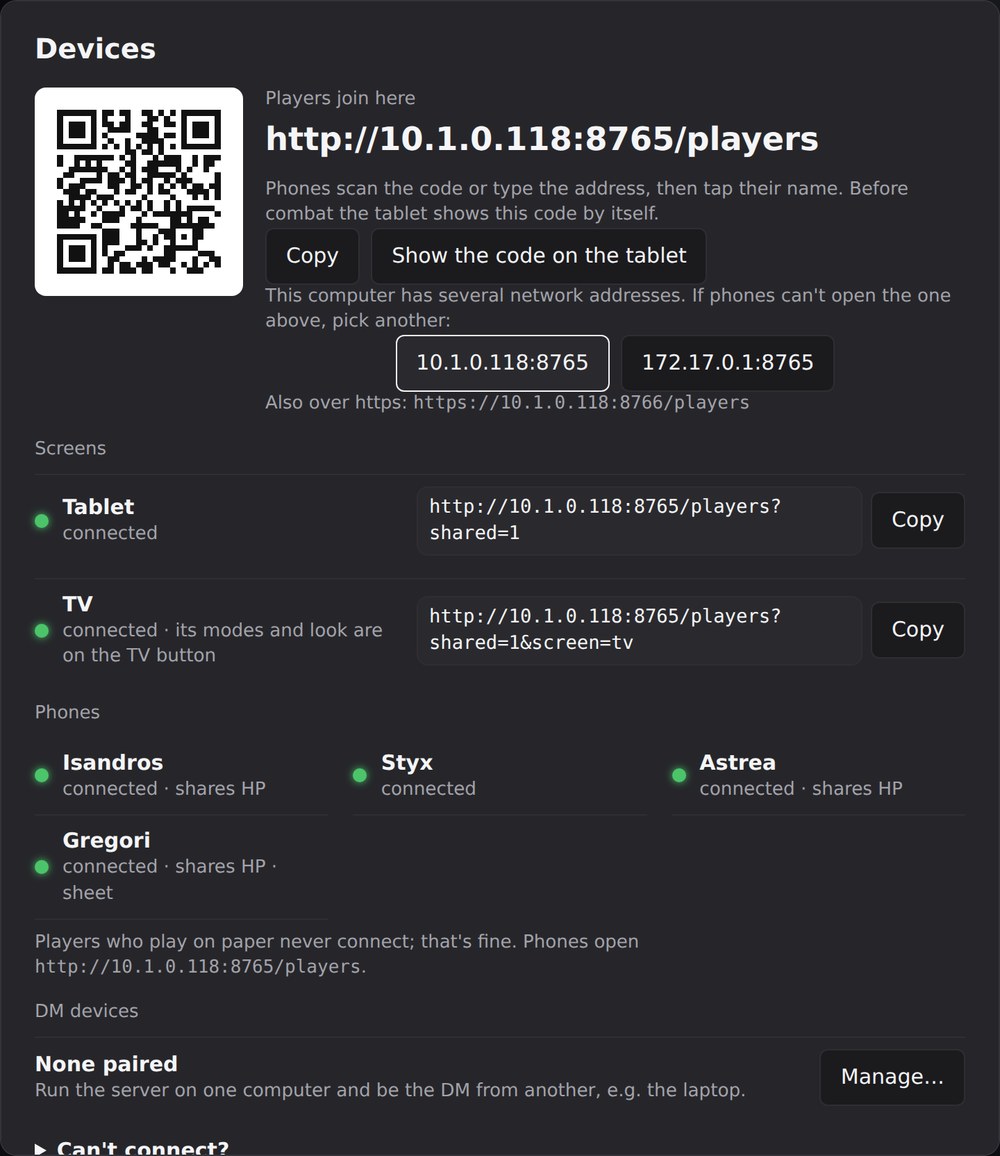 Devices
Players join here
http://10.1.0.118:8765/players
Phones scan the code or type the address, then tap their name. Before
combat the tablet shows this code by itself.
Copy
Show the code on the tablet
This computer has several network addresses. If phones can't open the one
above, pick another:
10.1.0.118:8765
172.17.0.1:8765
Also over https: https://10.1.0.118:8766/players
Screens
Tablet
connected
http://10.1.0.118:8765/players?
shared=1
Copy
TV
connected · its modes and look are
on the TV button
http://10.1.0.118:8765/players?
shared=1&screen=tv
Copy
Phones
Isandros
connected · shares HP
Styx
connected
Astrea
connected · shares HP
Gregori
connected · shares HP ·
sheet
Players who play on paper never connect; that's fine. Phones open
http://10.1.0.118:8765/players.
DM devices
None paired
Run the server on one computer and be the DM from another, e.g. the laptop.
Manage…
▶ Can't connect?